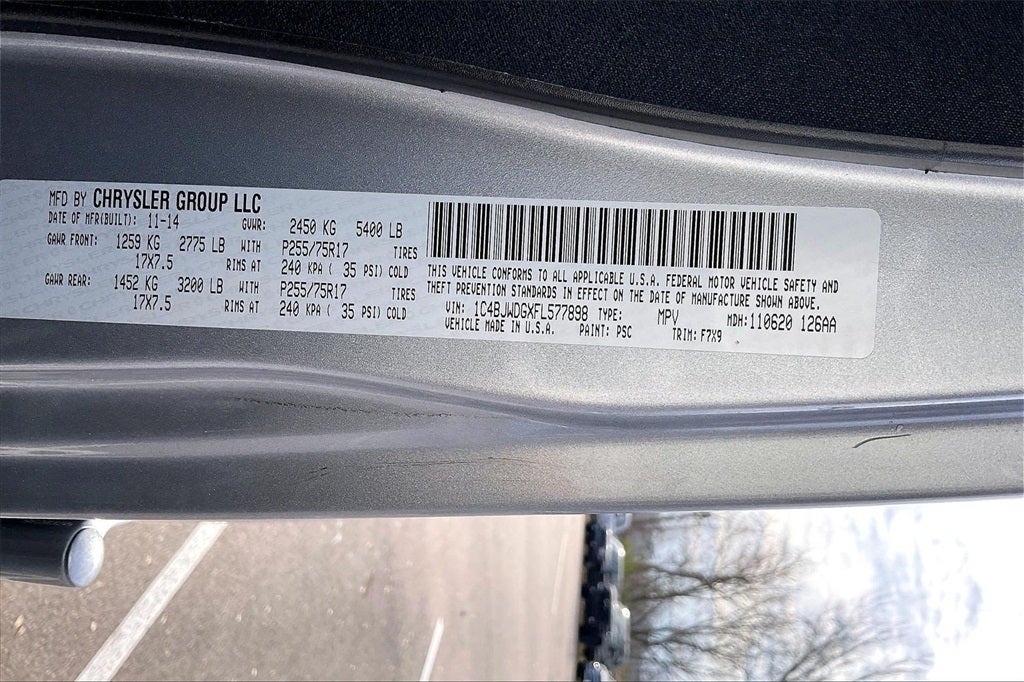 MFD BY CHRYSLER GROUP LLC
DATE OF MFR(BUILT): 11-14 GVWR: 2450 KG 5400 LB
GAWR FRONT: 1259 KG 2775 LB WITH P255/75R17 TIRES
17X7.5 RIMS AT 240 KPA ( 35 PSI) COLD
GAWR REAR: 1452 KG 3200 LB WITH P255/75R17 TIRES
17X7.5 RIMS AT 240 KPA ( 35 PSI) COLD
THIS VEHICLE CONFORMS TO ALL APPLICABLE U.S.A. FEDERAL MOTOR VEHICLE SAFETY AND
THEFT PREVENTION STANDARDS IN EFFECT ON THE DATE OF MANUFACTURE SHOWN ABOVE.
VIN: 1C4BJWDGXFL577898 TYPE: MPV MDH:110620 126AA
VEHICLE MADE IN U.S.A. PAINT: PSC TRIM: F7X9